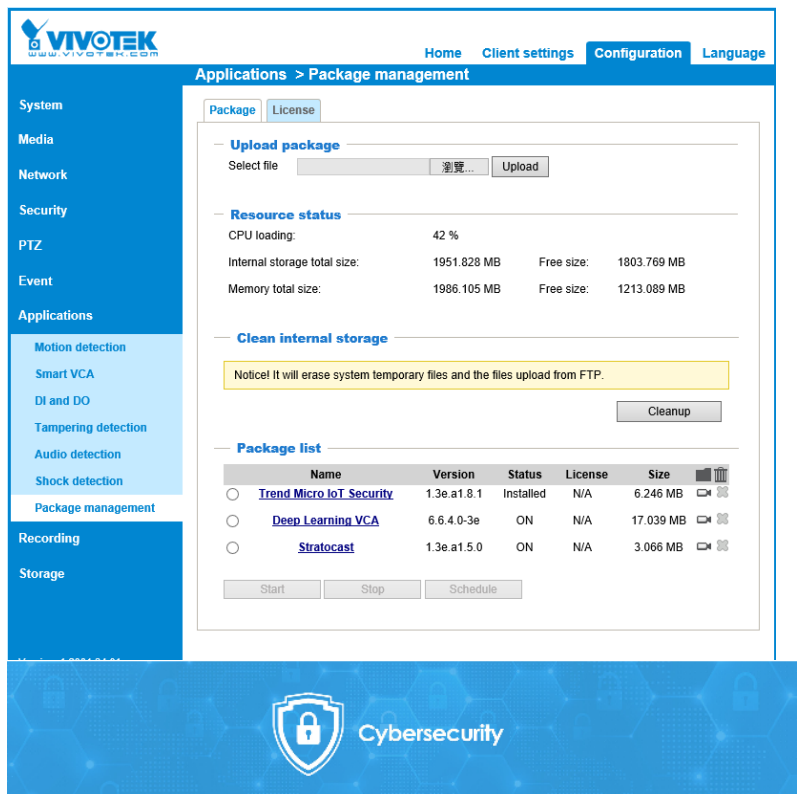 VIVOTEK
WWW.VIVOTEK.COM
Home Client settings Configuration Language
Applications > Package management
System
Media
Network
Security
PTZ
Event
Applications
Motion detection
Smart VCA
DI and DO
Tampering detection
Audio detection
Shock detection
Package management
Recording
Storage
Package License
Upload package
Select file 瀏覽... Upload
Resource status
CPU loading: 42 %
Internal storage total size: 1951.828 MB Free size: 1803.769 MB
Memory total size: 1986.105 MB Free size: 1213.089 MB
Clean internal storage
Notice! It will erase system temporary files and the files upload from FTP.
Cleanup
Package list
Name Version Status License Size
Trend Micro IoT Security 1.3e.a1.8.1 Installed N/A 6.246 MB
Deep Learning VCA 6.6.4.0-3e ON N/A 17.039 MB
Stratocast 1.3e.a1.5.0 ON N/A 3.066 MB
Start Stop Schedule
Cybersecurity